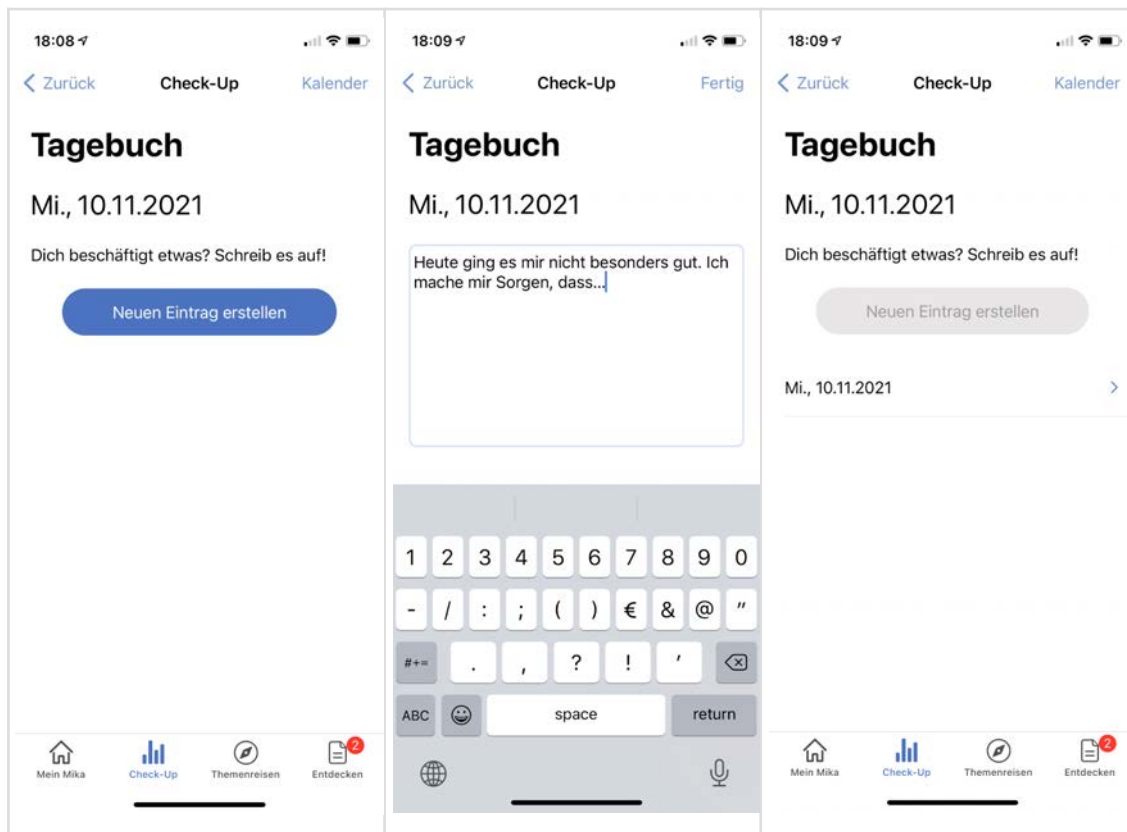 18:08
Zurück
Check-Up
Kalender
Tagebuch
Mi., 10.11.2021
Dich beschäftigt etwas? Schreib es auf!
Neuen Eintrag erstellen
Mein Mika
Check-Up
Themenreisen
2
Entdecken
18:09
Zurück
Check-Up
Fertig
Tagebuch
Mi., 10.11.2021
Heute ging es mir nicht besonders gut. Ich
mache mir Sorgen, dass...
1 2 3 4 5 6 7 8 9 0
- / : ; ( ) € & @ "
#+= . , ? ! '
ABC space return
18:09
Zurück
Check-Up
Kalender
Tagebuch
Mi., 10.11.2021
Dich beschäftigt etwas? Schreib es auf!
Neuen Eintrag erstellen
Mi., 10.11.2021
Mein Mika
Check-Up
Themenreisen
2
Entdecken